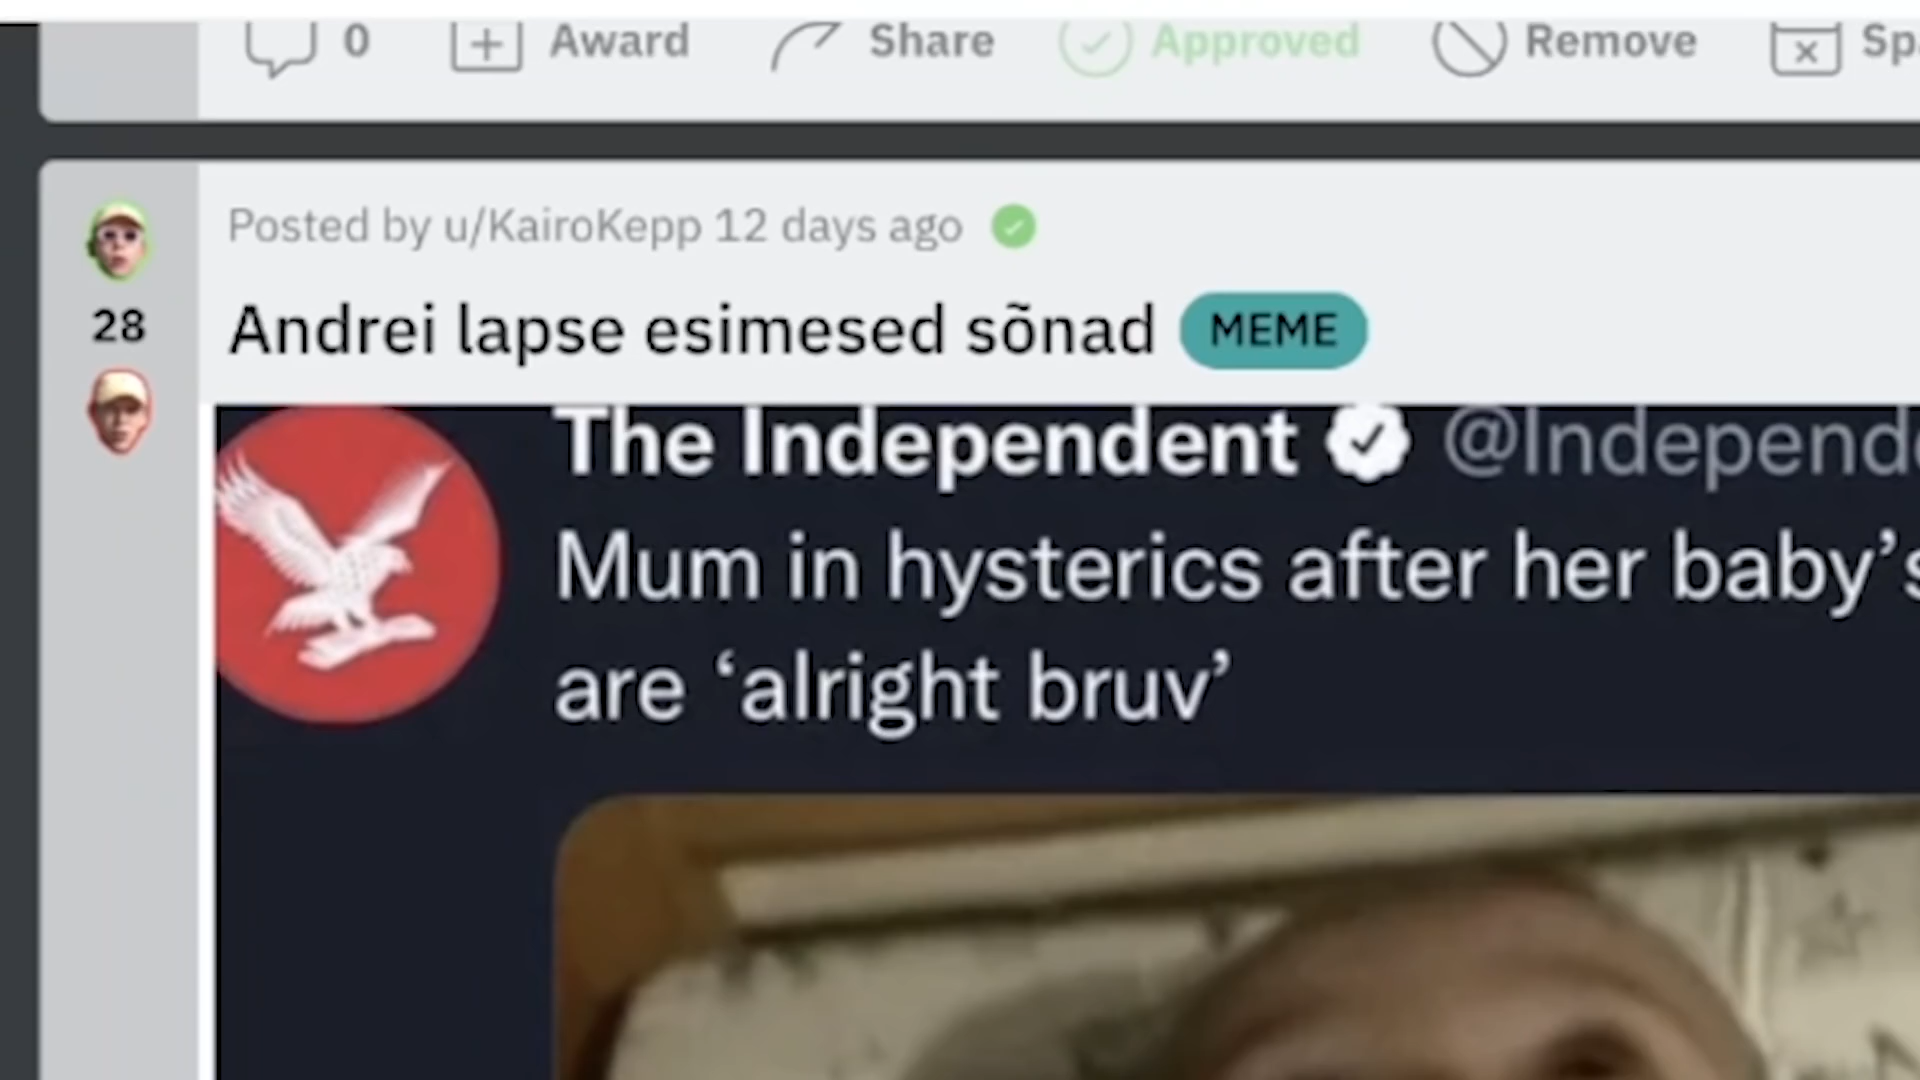 0 Award Share Approved Remove
Posted by u/KairoKepp 12 days ago
28
Andrei lapse esimesed sõnad MEME
The Independent
Mum in hysterics after her baby’s
are ‘alright bruv’